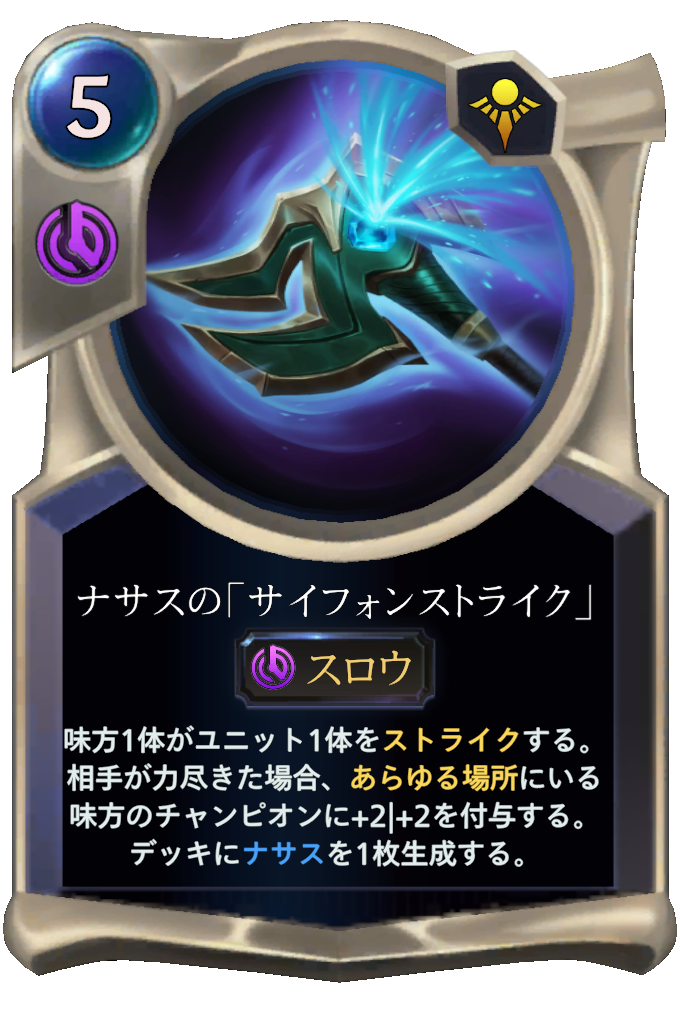 5
ナサスの「サイフォンストライク」
スロウ
味方1体がユニット1体をストライクする。
相手が力尽きた場合、あらゆる場所にいる
味方のチャンピオンに+2|+2を付与する。
デッキにナサスを1枚生成する。